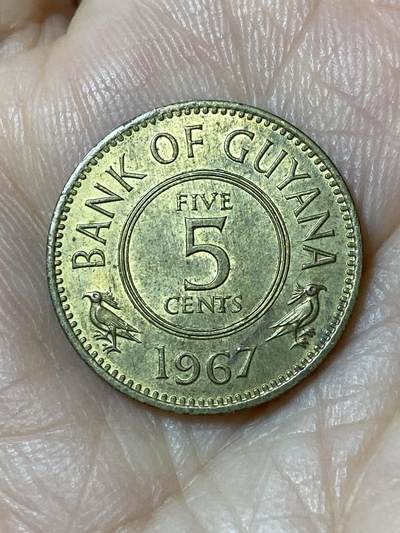 BANK OF GUYANA
FIVE
5
CENTS
1967